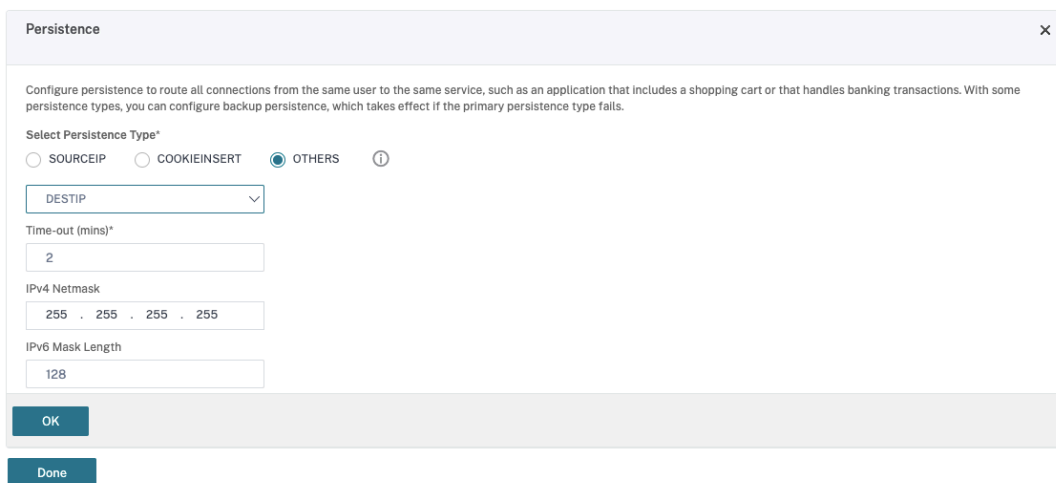 Persistence
Configure persistence to route all connections from the same user to the same service, such as an application that includes a shopping cart or that handles banking transactions. With some
persistence types, you can configure backup persistence, which takes effect if the primary persistence type fails.
Select Persistence Type*
SOURCEIP COOKIEINSERT OTHERS
DESTIP
Time-out (mins)*
2
IPv4 Netmask
255 . 255 . 255 . 255
IPv6 Mask Length
128
OK
Done